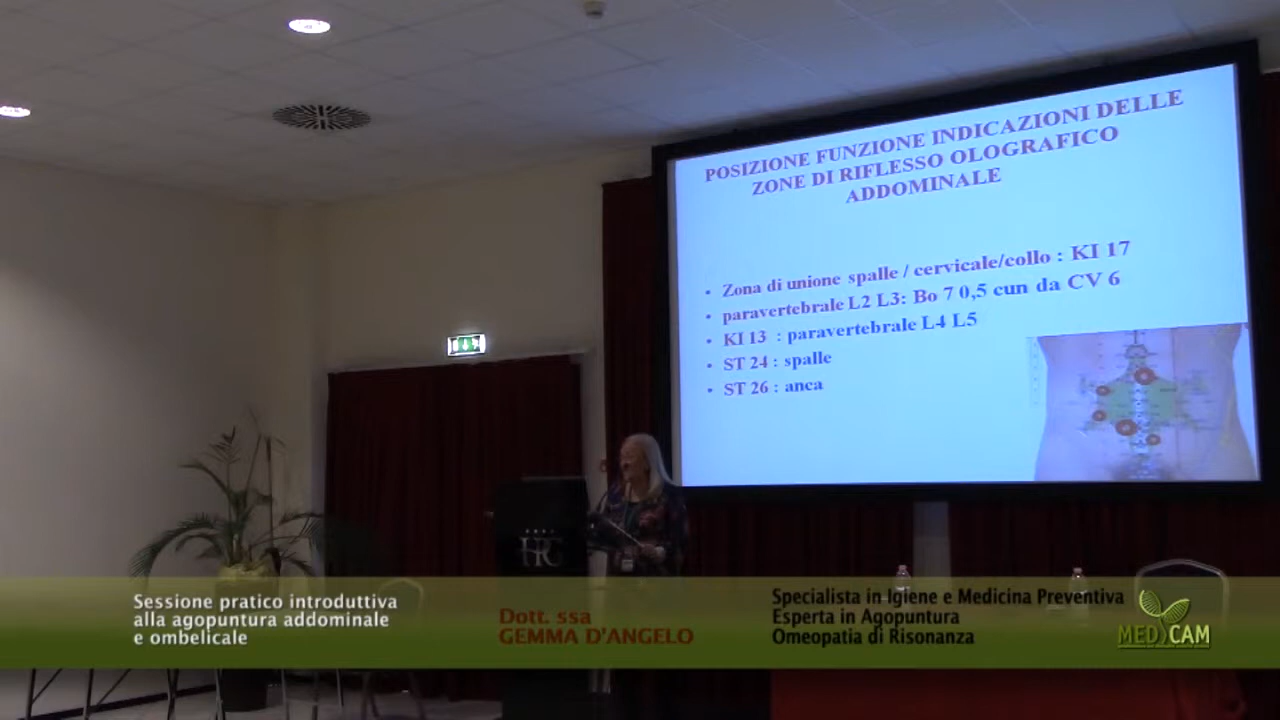 POSIZIONE FUNZIONE INDICAZIONI DELLE
ZONE DI RIFLESSO OLOGRAFICO
ADDOMINALE
• Zona di unione spalle / cervicale/collo : KI 17
• paravertebrale L2 L3: Bo 7 0,5 cun da CV 6
• KI 13 : paravertebrale L4 L5
• ST 24 : spalle
• ST 26 : anca
Sessione pratico introduttiva
alla agopuntura addominale
e ombelicale
Dott. ssa
GEMMA D'ANGELO
Specialista in Igiene e Medicina Preventiva
Esperta in Agopuntura
Omeopatia di Risonanza
MEDICAM